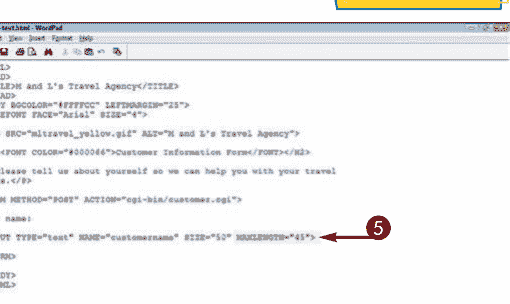 -text.html - WordPad
View Insert Format Help
L>
D>
LE>M and L's Travel Agency</TITLE>
AD>
Y BGCOLOR="#FFFFCC" LEFTMARGIN="25">
EFONT FACE="Arial" SIZE="4">
SRC="mltravel_yellow.gif" ALT="M and L's Travel Agency">
<FONT COLOR="#000066">Customer Information Form</FONT></H2>
lease tell us about yourself so we can help you with your travel
s.</P>
M METHOD="POST" ACTION="cgi-bin/customer.cgi">
name:
UT TYPE="text" NAME="customername" SIZE="50" MAXLENGTH="45">
5
RM>
DY>
ML>